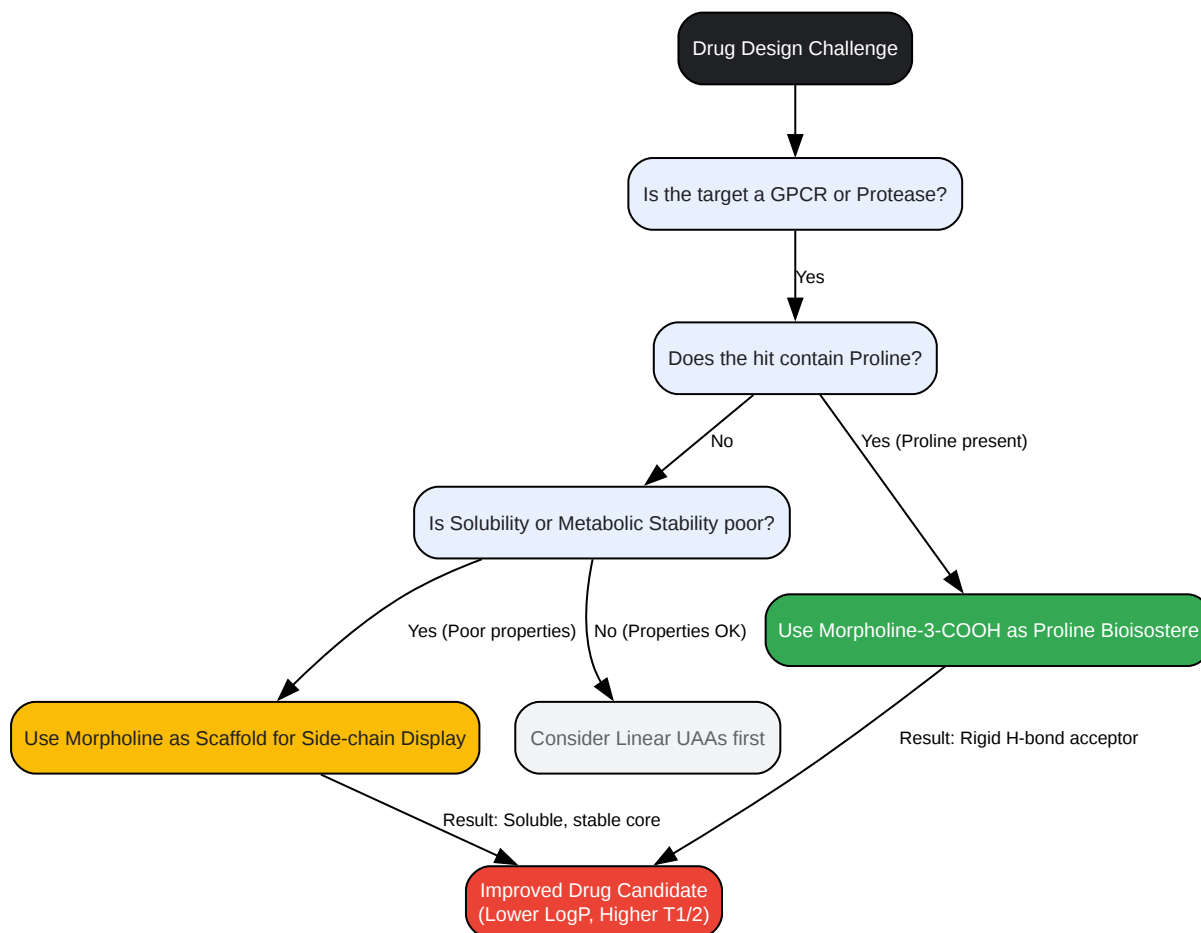 Drug Design Challenge
Is the target a GPCR or Protease?
Yes
Does the hit contain Proline?
No
Yes (Proline present)
Is Solubility or Metabolic Stability poor?
Yes (Poor properties)
No (Properties OK)
Use Morpholine-3-COOH as Proline Bioisostere
Use Morpholine as Scaffold for Side-chain Display
Consider Linear UAAs first
Result: Rigid H-bond acceptor
Result: Soluble, stable core
Improved Drug Candidate
(Lower LogP, Higher T1/2)